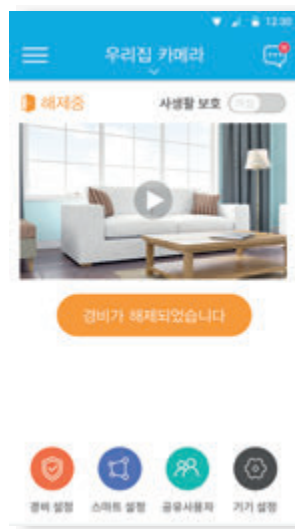 12:30
우리집 카메라
해제중
사생활 보호
경비가 해제되었습니다
경비 설정
스마트 설정
공유사용자
기기 설정